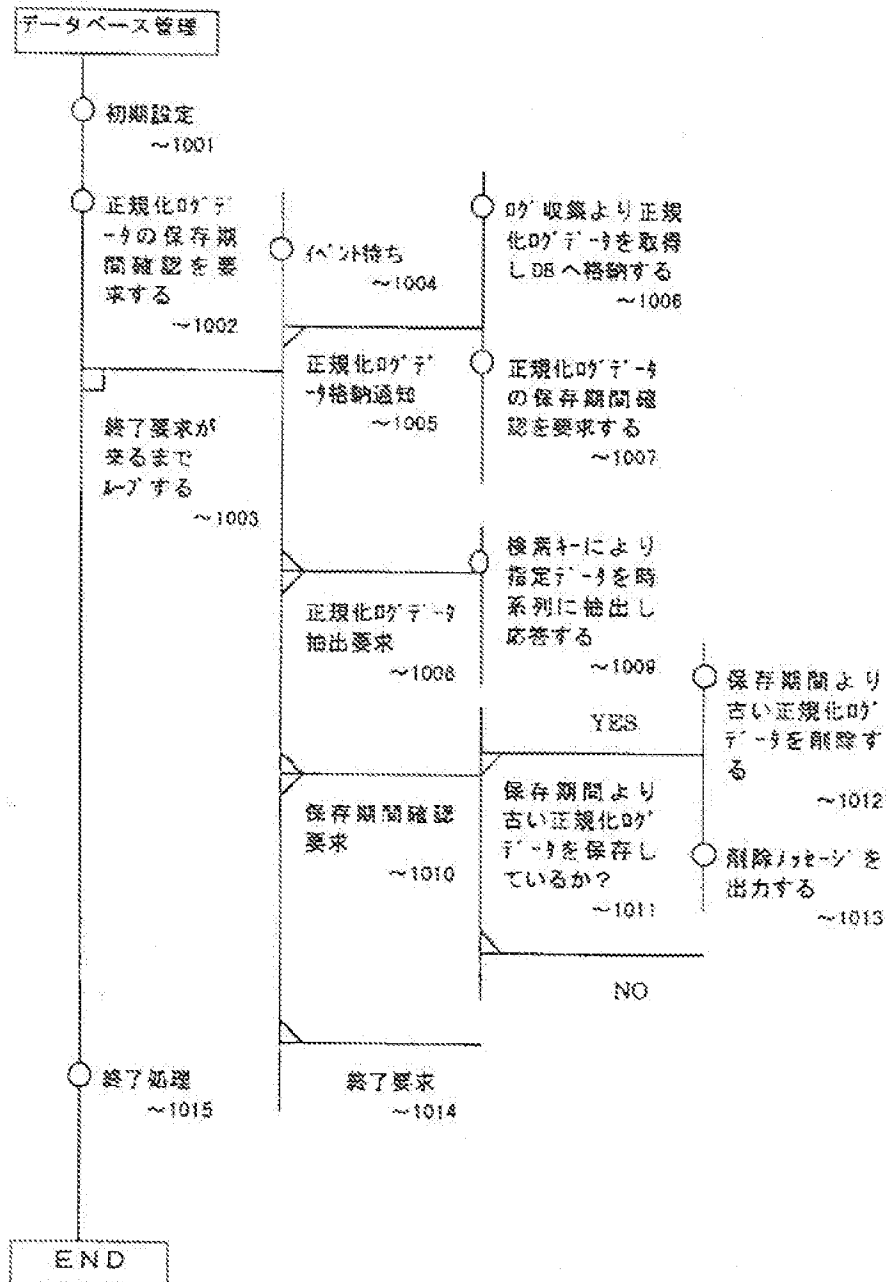 データベース管理
初期設定
～1001
正規化ログデ
ータの保存期
間確認を要
求する
～1002
終了要求が
来るまで
ループする
～1003
イベント待ち
～1004
正規化ログデ
ータ格納通知
～1005
ログ収集より正規
化ログデータを取得
しDBへ格納する
～1006
正規化ログデータ
の保存期間確
認を要求する
～1007
正規化ログデータ
抽出要求
～1008
検索キーにより
指定データを時
系列に抽出し
応答する
～1009
保存期間確認
要求
～1010
YES
保存期間より
古い正規化ログ
データを保存し
ているか?
～1011
NO
保存期間より
古い正規化ログ
データを削除す
る
～1012
削除メッセージを
出力する
～1013
終了要求
～1014
終了処理
～1015
END